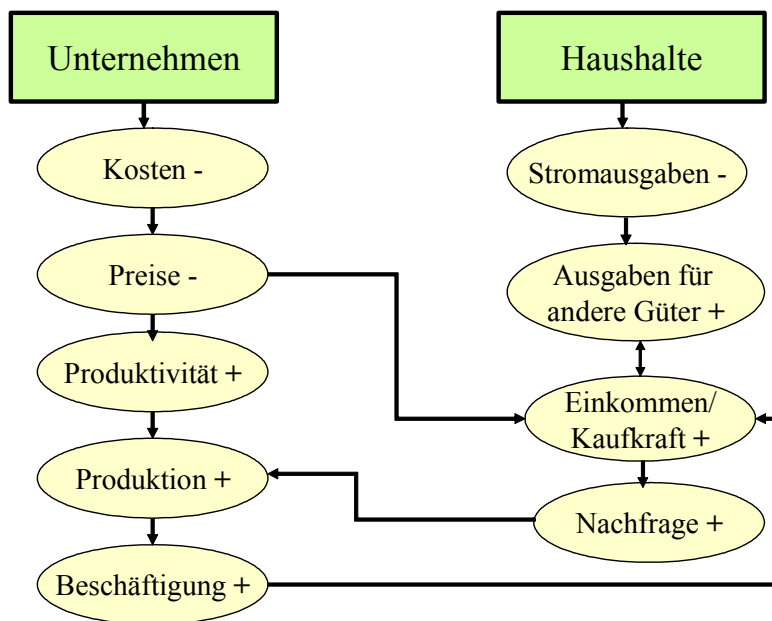 Unternehmen
Haushalte
Kosten -
Stromausgaben -
Preise -
Ausgaben für
andere Güter +
Produktivität +
Einkommen/
Kaufkraft +
Produktion +
Nachfrage +
Beschäftigung +